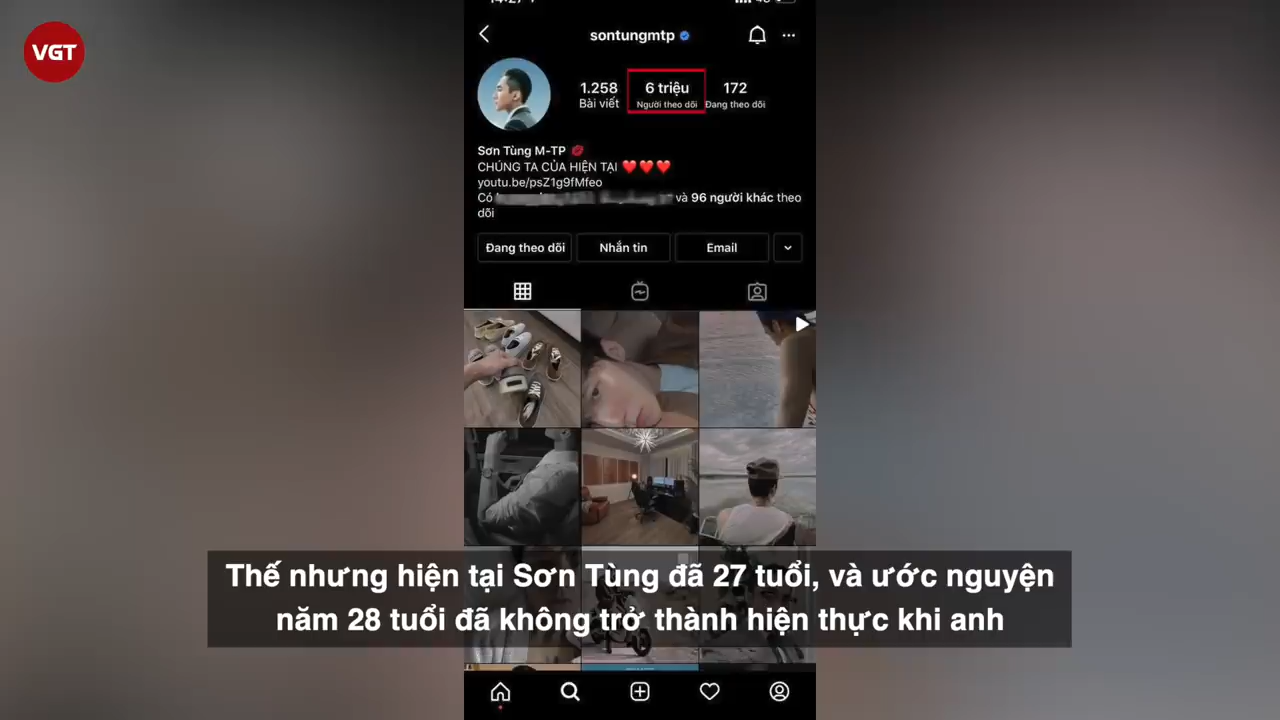 VGT
sontungmtp
1.258
6 triệu
172
Bài viết
Người theo dõi
Đang theo dõi
Sơn Tùng M-TP 💋
CHÚNG TA CỦA HIỆN TẠI ❤️❤️❤️
youtu.be/psZ1g9fMfeo
Có và 96 người khác theo
dõi
Đang theo dõi
Nhắn tin
Email
Thế nhưng hiện tại Sơn Tùng đã 27 tuổi, và ước nguyện
năm 28 tuổi đã không trở thành hiện thực khi anh